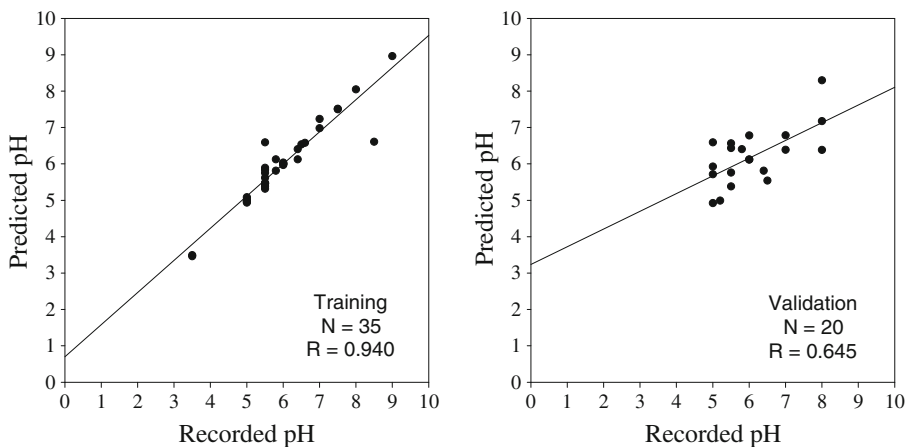 10
9
8
7
6
5
4
3
2
1
0
Predicted pH
0 1 2 3 4 5 6 7 8 9 10
Recorded pH
Training
N = 35
R = 0.940
10
9
8
7
6
5
4
3
2
1
0
Predicted pH
0 1 2 3 4 5 6 7 8 9 10
Recorded pH
Validation
N = 20
R = 0.645